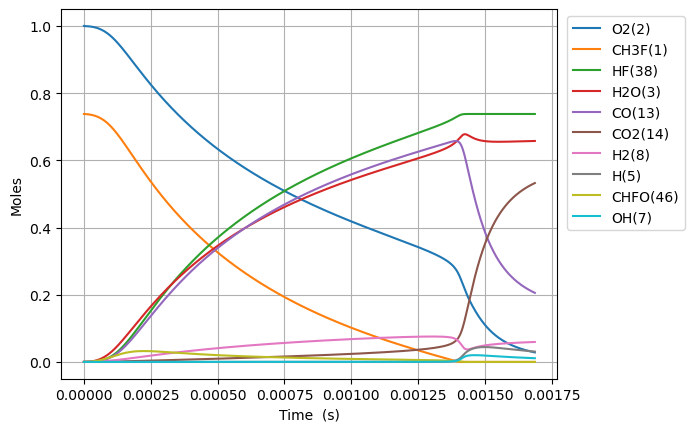 1.0
0.8
0.6
0.4
0.2
0.0
Moles
0.00000 0.00025 0.00050 0.00075 0.00100 0.00125 0.00150 0.00175
Time (s)
O2(2)
CH3F(1)
HF(38)
H2O(3)
CO(13)
CO2(14)
H2(8)
H(5)
CHFO(46)
OH(7)